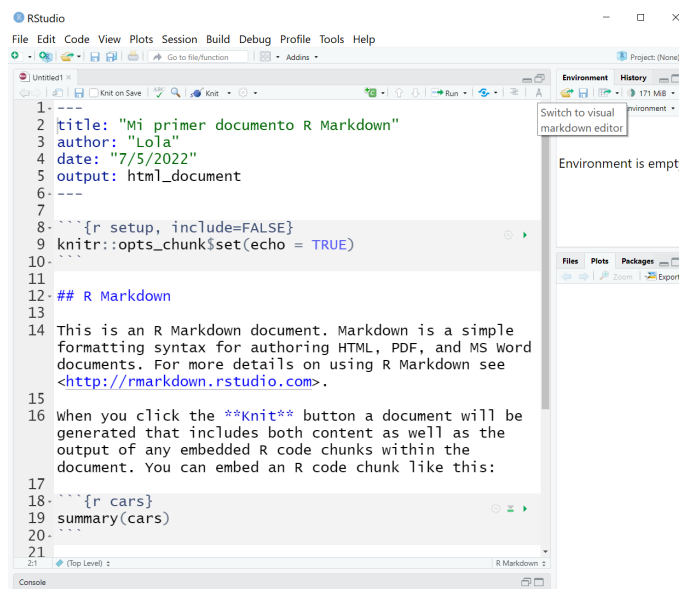 RStudio
File Edit Code View Plots Session Build Debug Profile Tools Help
Go to file/function
Addins
Project: (None)
Untitled1
Knit on Save
Knit
Run
1 ---
2 title: "Mi primer documento R Markdown"
3 author: "Lola"
4 date: "7/5/2022"
5 output: html_document
6 ---
7
8 ```{r setup, include=FALSE}
9 knitr::opts_chunk$set(echo = TRUE)
10 ```
11
12 ## R Markdown
13
14 This is an R Markdown document. Markdown is a simple
formatting syntax for authoring HTML, PDF, and MS Word
documents. For more details on using R Markdown see
<http://rmarkdown.rstudio.com>.
15
16 When you click the **Knit** button a document will be
generated that includes both content as well as the
output of any embedded R code chunks within the
document. You can embed an R code chunk like this:
17
18 ```{r cars}
19 summary(cars)
20 ```
21
2:1 (Top Level) R Markdown
Console
Switch to visual
markdown editor
Environment History
171 MiB
nvironment
Environment is empt
Files Plots Packages
Zoom Export